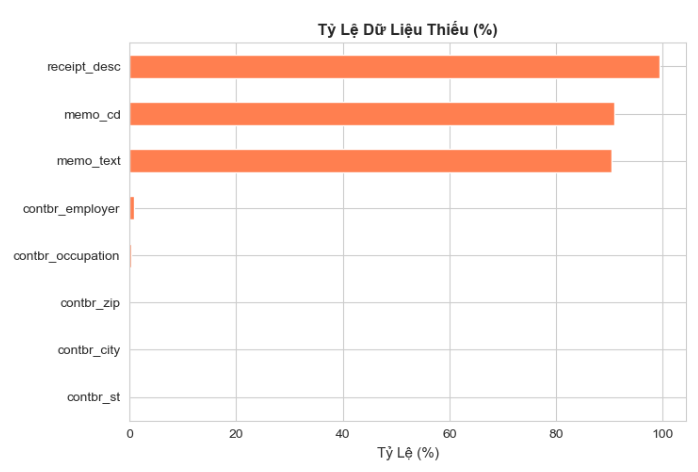 Tỷ Lệ Dữ Liệu Thiếu (%)
receipt_desc
memo_cd
memo_text
contbr_employer
contbr_occupation
contbr_zip
contbr_city
contbr_st
0 20 40 60 80 100
Tỷ Lệ (%)